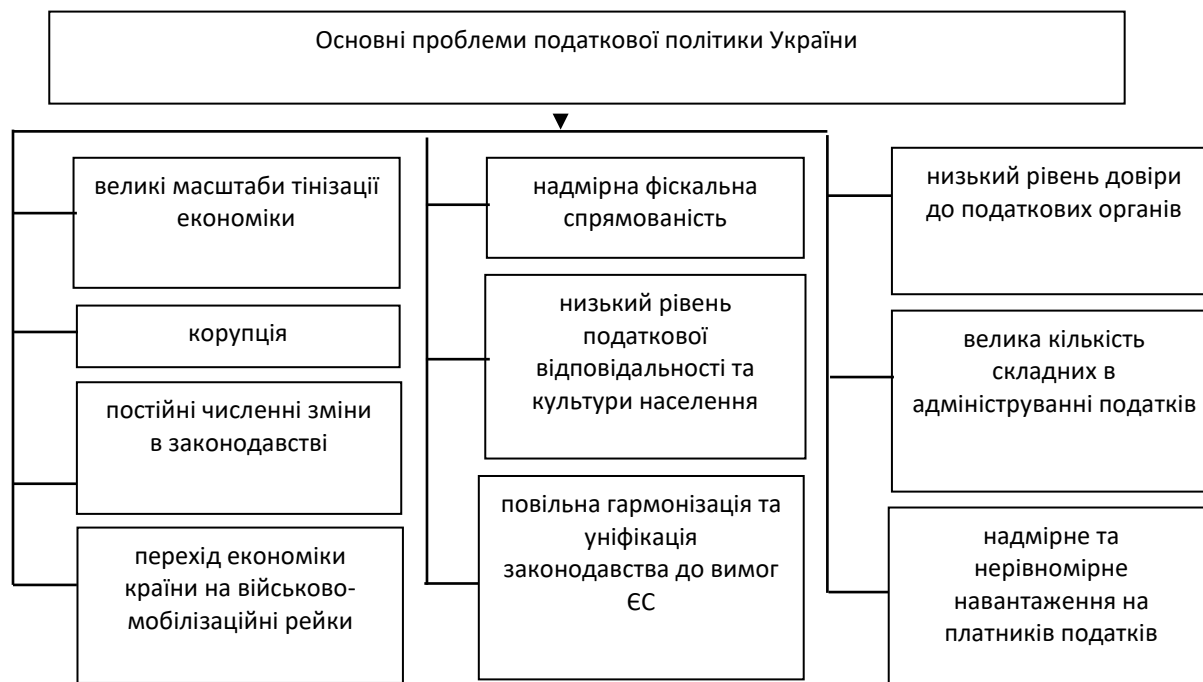 Основні проблеми податкової політики України
великі масштаби тінізації
економіки
корупція
постійні численні зміни
в законодавстві
перехід економіки
країни на військово-
мобілізаційні рейки
надмірна фіскальна
спрямованість
низький рівень
податкової
відповідальності та
культури населення
повільна гармонізація та
уніфікація
законодавства до вимог
ЄС
низький рівень довіри
до податкових органів
велика кількість
складних в
адмініструванні податків
надмірне та
нерівномірне
навантаження на
платників податків